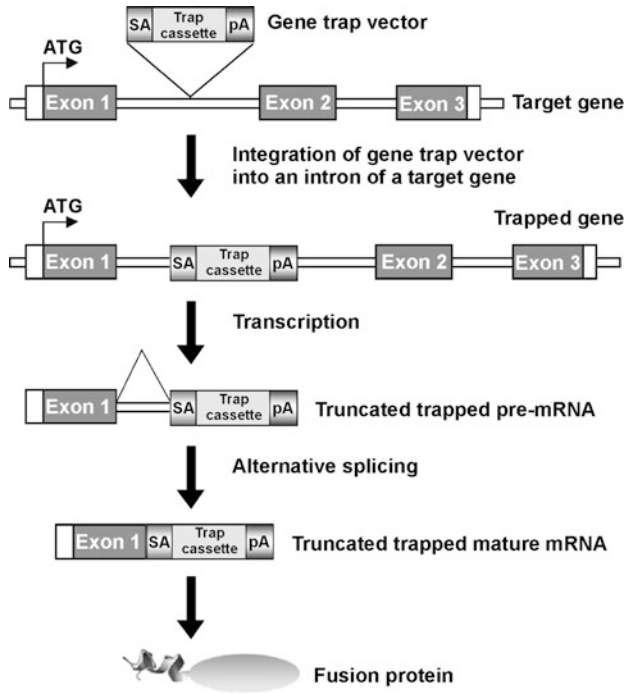 SA Trap cassette pA Gene trap vector
ATG
Exon 1 Exon 2 Exon 3 Target gene
Integration of gene trap vector
into an intron of a target gene
Trapped gene
ATG
Exon 1 SA Trap cassette pA Exon 2 Exon 3
Transcription
Exon 1 SA Trap cassette pA Truncated trapped pre-mRNA
Alternative splicing
Exon 1 SA Trap cassette pA Truncated trapped mature mRNA
Fusion protein